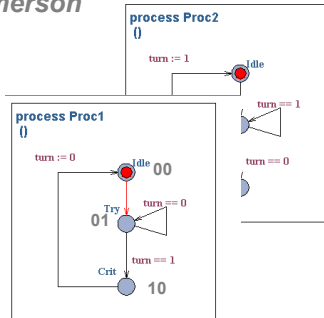 merson
process Proc2
()
turn := 1
Idle
turn == 1
turn == 0
process Proc1
()
turn := 0
Idle
00
Try
turn == 0
01
turn == 1
Crit
10